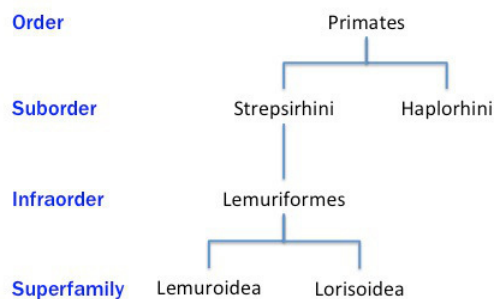 Order Primates
Suborder Strepsirhini Haplorhini
Infraorder Lemuriformes
Superfamily Lemuroidea Lorisoidea